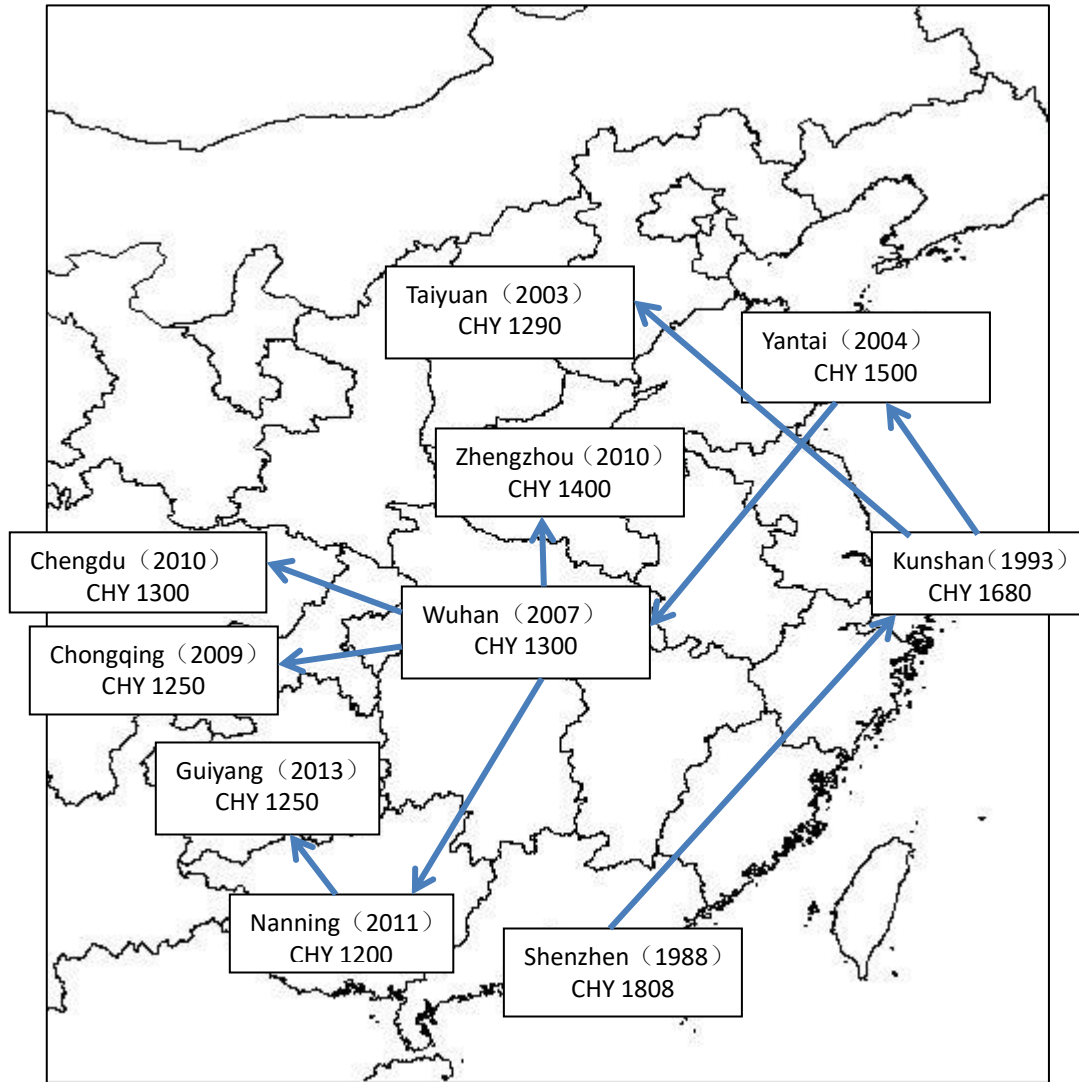 Taiyuan（2003）
CHY 1290
Yantai（2004）
CHY 1500
Zhengzhou（2010）
CHY 1400
Chengdu（2010）
CHY 1300
Wuhan（2007）
CHY 1300
Kunshan（1993）
CHY 1680
Chongqing（2009）
CHY 1250
Guiyang（2013）
CHY 1250
Nanning（2011）
CHY 1200
Shenzhen（1988）
CHY 1808